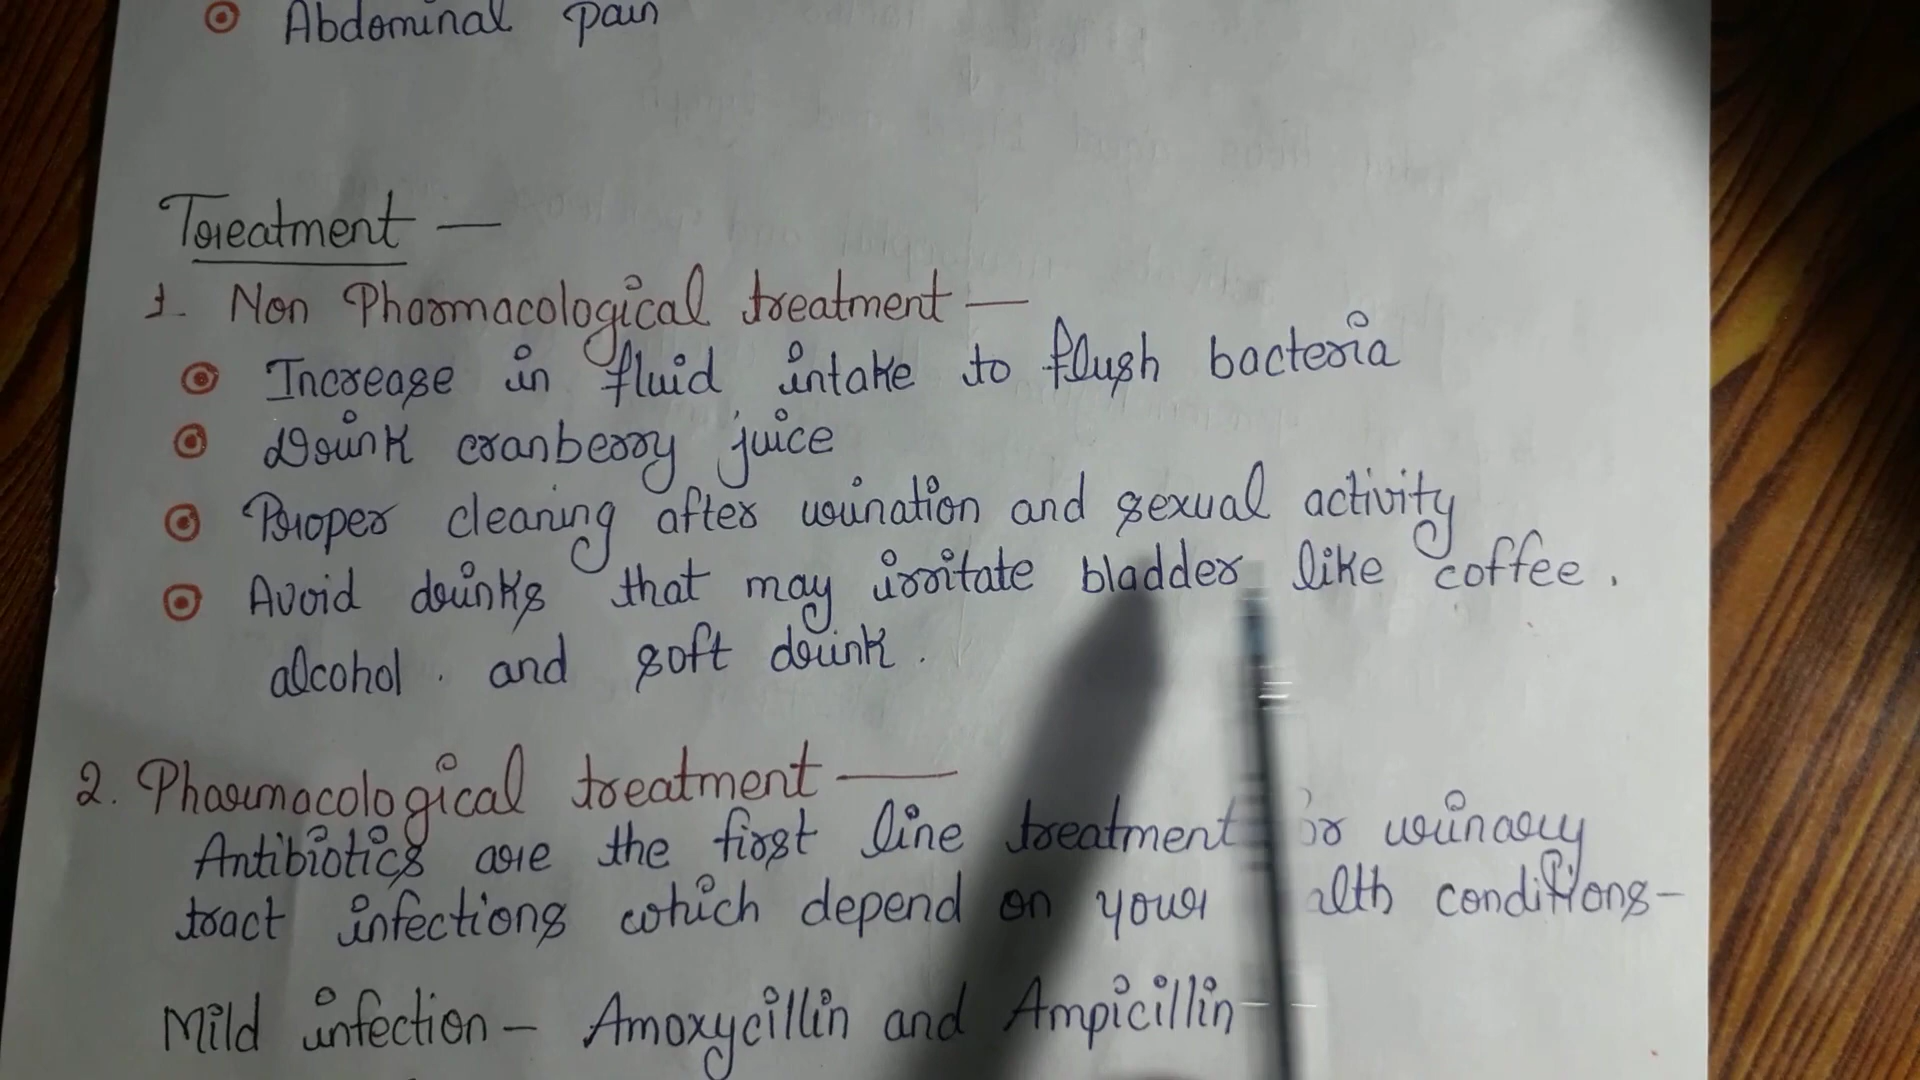 Abdominal pain
Treatment —
1. Non Pharmacological treatment —
Increase in fluid intake to flush bacteria
Drink cranberry juice
Proper cleaning after urination and sexual activity
Avoid drinks that may irritate bladder like coffee.
alcohol. and soft drink.
2. Pharmacological treatment —
Antibiotics are the first line treatment urinary
tract infections which depend on your conditions-
Mild infection - Amoxycillin and Ampicillin -